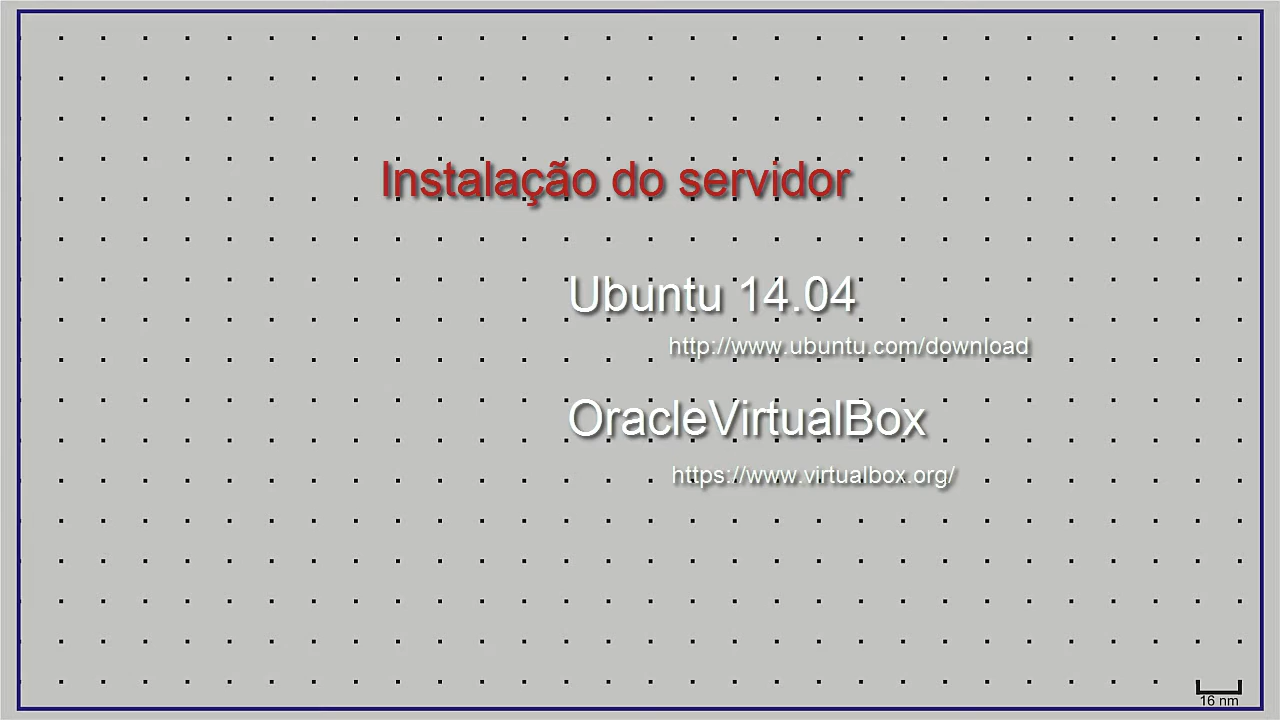 Instalação do servidor
Ubuntu 14.04
http://www.ubuntu.com/download
OracleVirtualBox
https://www.virtualbox.org/
16 nm